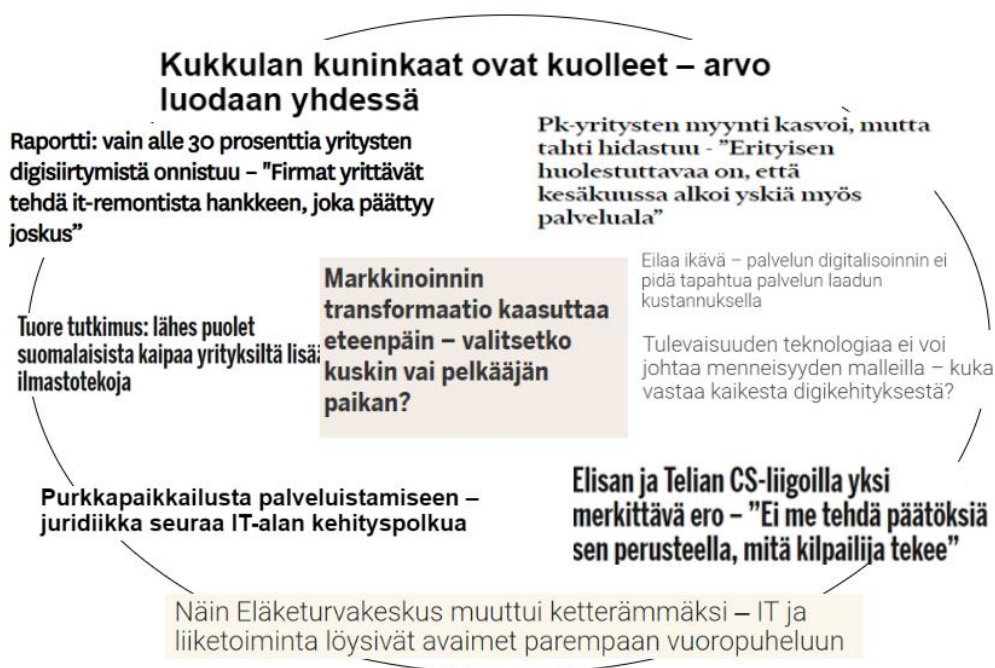 Kukkulan kuninkaat ovat kuolleet – arvo
luodaan yhdessä
Raportti: vain alle 30 prosenttia yritysten
digisiirtymistä onnistuu – "Firmat yrittävät
tehdä it-remontista hankkeen, joka päättyy
joskus”
Pk-yritysten myynti kasvoi, mutta
tahti hidastuu - ”Erityisen
huolestuttavaa on, että
kesäkuussa alkoi yskiä myös
palveluala”
Eilaa ikävä – palvelun digitalisoinnin ei
pidä tapahtua palvelun laadun
kustannuksella
Markkinoinnin
transformaatio kaasuttaa
eteenpäin – valitsetko
kuskin vai pelkääjän
paikan?
Tuore tutkimus: lähes puolet
suomalaisista kaipaa yrityksiltä lisää
ilmastotekoja
Tulevaisuuden teknologiaa ei voi
johtaa menneisyyden malleilla – kuka
vastaa kaikesta digikehityksestä?
Purkkapaikkailusta palveluistamiseen –
juridiikka seuraa IT-alan kehityspolkua
Elisan ja Telian CS-liigoilla yksi
merkittävä ero – ”Ei me tehdä päätöksiä
sen perusteella, mitä kilpailija tekee”
Näin Eläketurvakeskus muuttui ketterämmäksi – IT ja
liiketoiminta löysivät avaimet parempaan vuoropuheluun